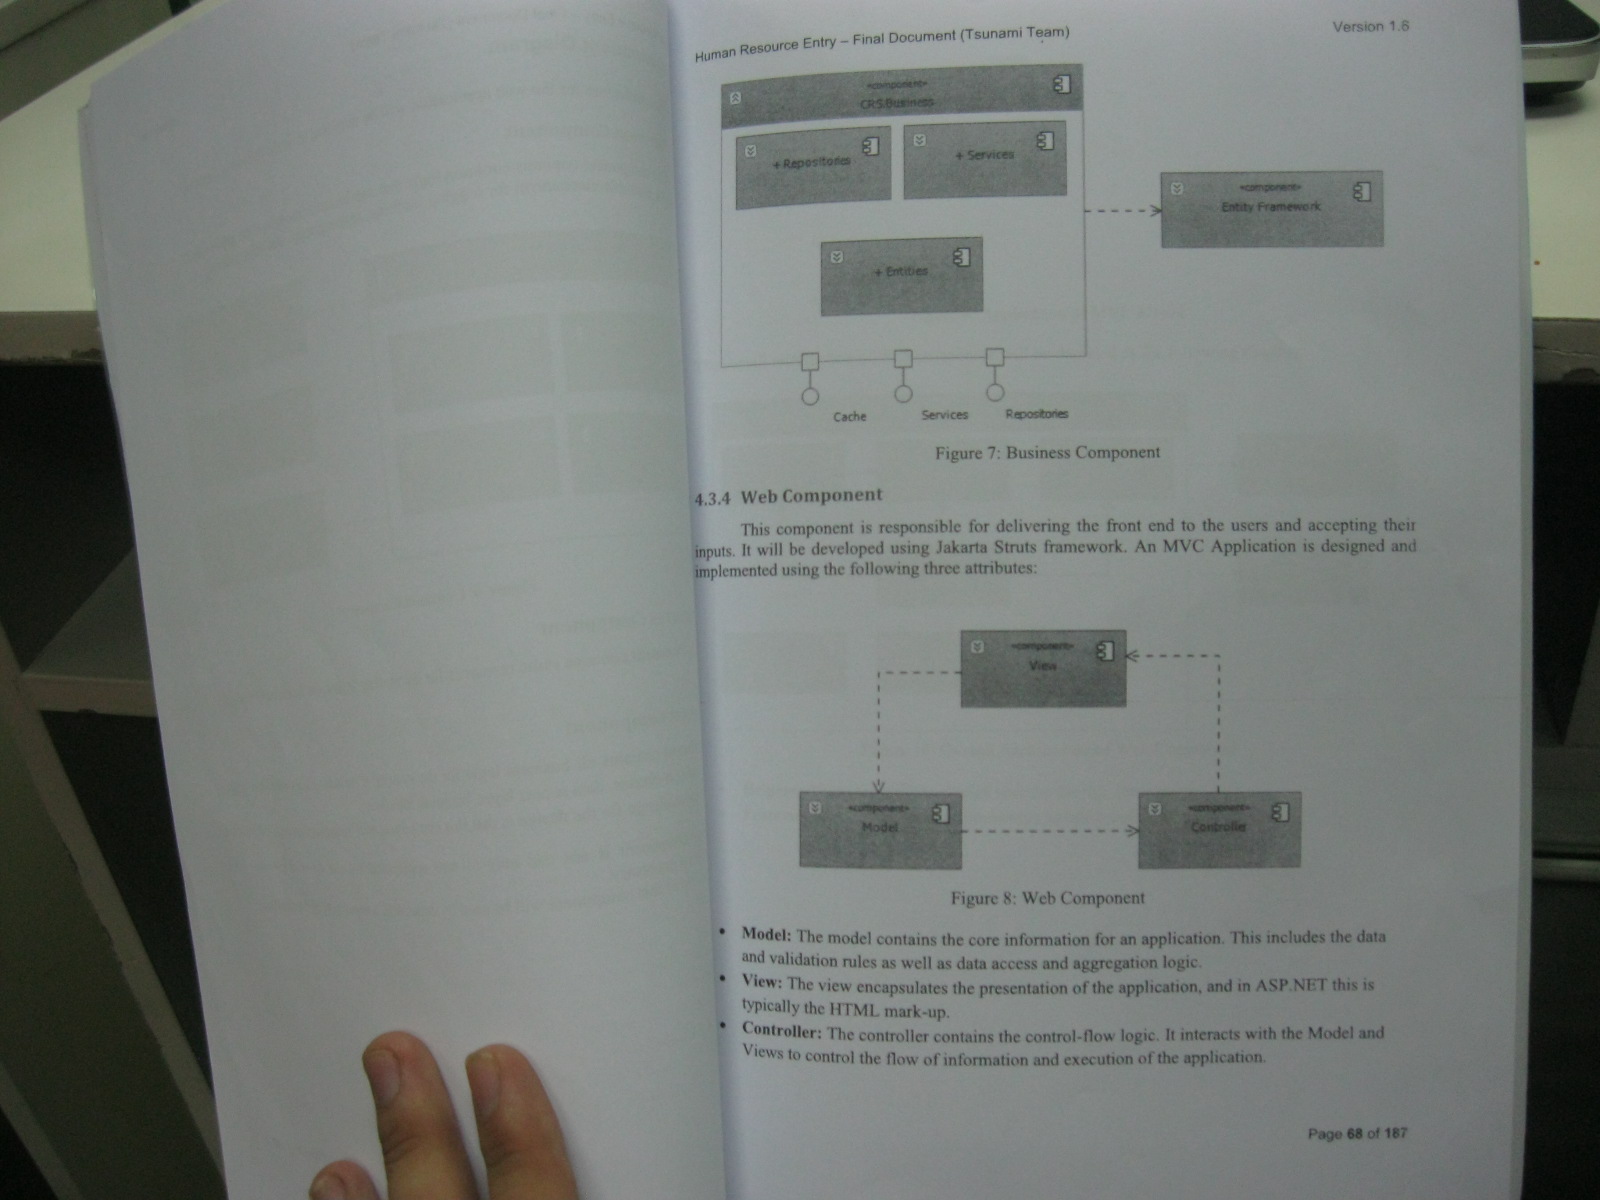 Human Resource Entry – Final Document (Tsunami Team)
Version 1.6
«component»
CRS.Business
+ Repositories
+ Services
«component»
Entity Framework
+ Entities
Cache
Services
Repositories
Figure 7: Business Component
4.3.4 Web Component
This component is responsible for delivering the front end to the users and accepting their
inputs. It will be developed using Jakarta Struts framework. An MVC Application is designed and
implemented using the following three attributes:
«component»
View
«component»
Model
«component»
Controller
Figure 8: Web Component
• Model: The model contains the core information for an application. This includes the data
and validation rules as well as data access and aggregation logic.
• View: The view encapsulates the presentation of the application, and in ASP.NET this is
typically the HTML mark-up.
• Controller: The controller contains the control-flow logic. It interacts with the Model and
Views to control the flow of information and execution of the application.
Page 68 of 187